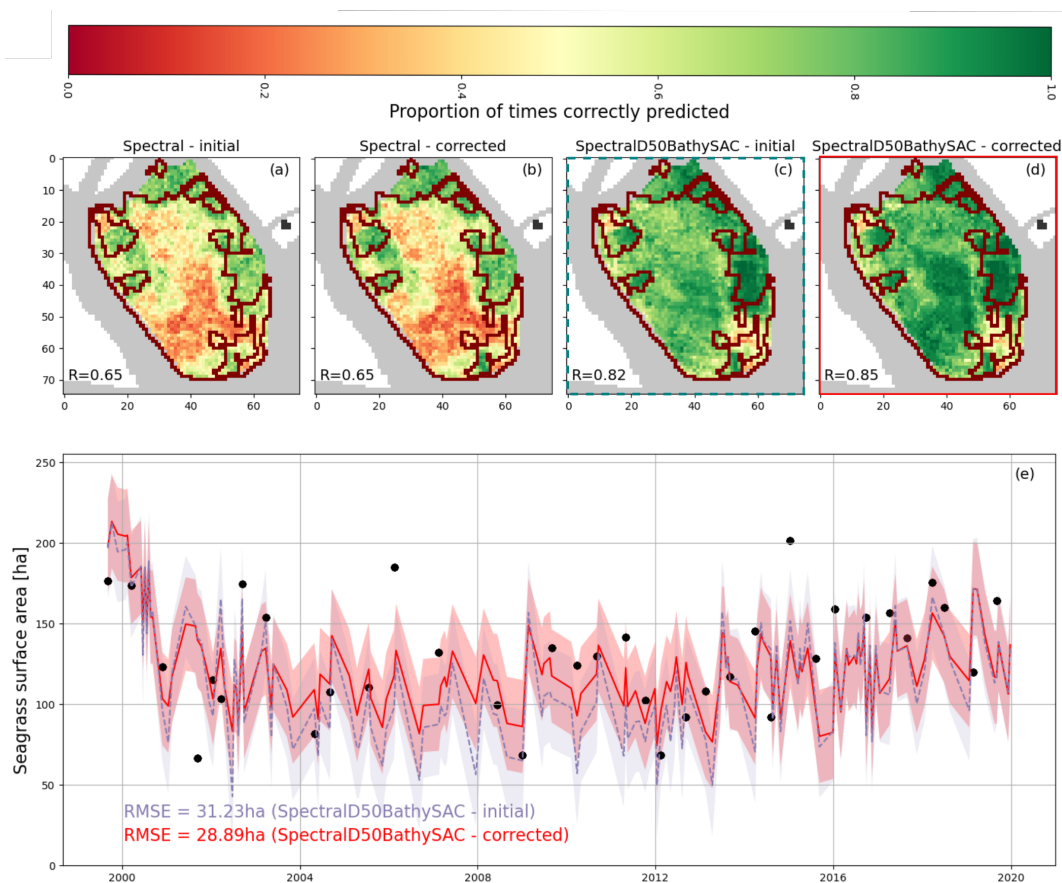 0.0 0.2 0.4 0.6 0.8 1.0
Proportion of times correctly predicted
Spectral - initial
Spectral - corrected
SpectralD50BathySAC - initial
SpectralD50BathySAC - corrected
(a)
(b)
(c)
(d)
0
10
20
30
40
50
60
70
R=0.65
R=0.65
R=0.82
R=0.85
0 20 40 60
0 20 40 60
0 20 40 60
0 20 40 60
(e)
Seagrass surface area [ha]
250
200
150
100
50
0
RMSE = 31.23ha (SpectralD50BathySAC - initial)
RMSE = 28.89ha (SpectralD50BathySAC - corrected)
2000 2004 2008 2012 2016 2020